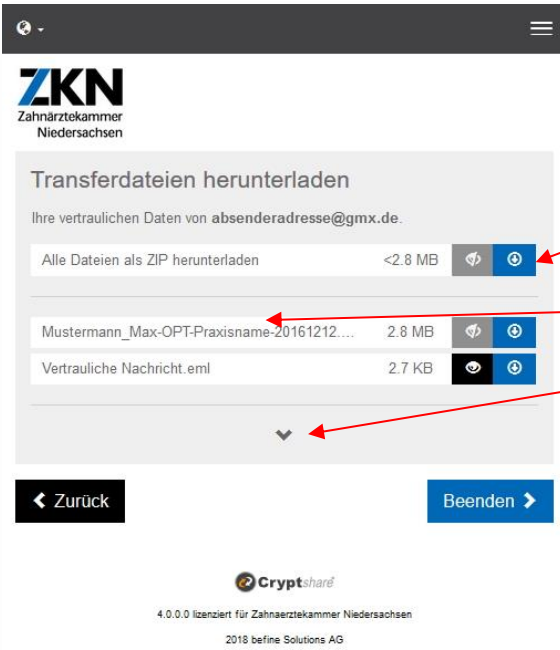 ZKN
Zahnärztekammer
Niedersachsen
Transferdateien herunterladen
Ihre vertraulichen Daten von absenderadresse@gmx.de.
Alle Dateien als ZIP herunterladen <2.8 MB
Mustermann_Max-OPT-Praxisname-20161212.... 2.8 MB
Vertrauliche Nachricht.eml 2.7 KB
Zurück Beenden
Cryptshare
4.0.0.0 lizenziert für Zahnaerztekammer Niedersachsen
2018 befine Solutions AG